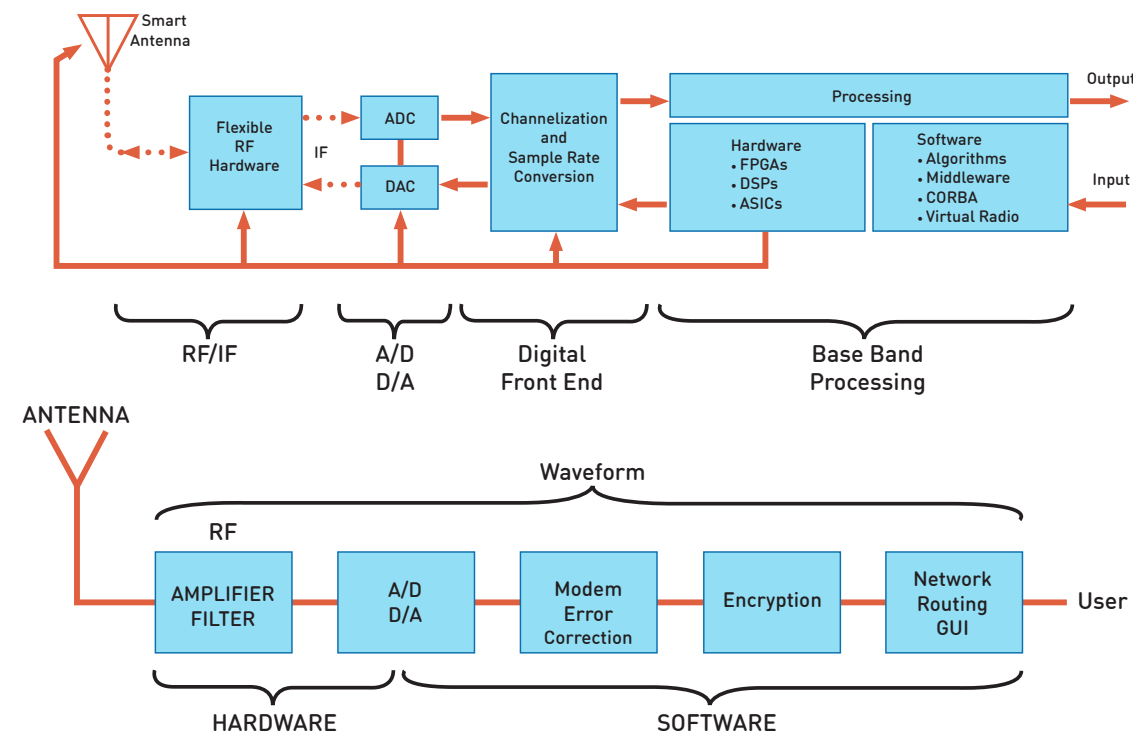 Smart
Antenna
Flexible
RF
Hardware
IF
ADC
DAC
Channelization
and
Sample Rate
Conversion
Processing
Hardware
• FPGAs
• DSPs
• ASICs
Software
• Algorithms
• Middleware
• CORBA
• Virtual Radio
Output
Input
RF/IF
A/D
D/A
Digital
Front End
Base Band
Processing
ANTENNA
Waveform
RF
AMPLIFIER
FILTER
A/D
D/A
Modem
Error
Correction
Encryption
Network
Routing
GUI
User
HARDWARE
SOFTWARE